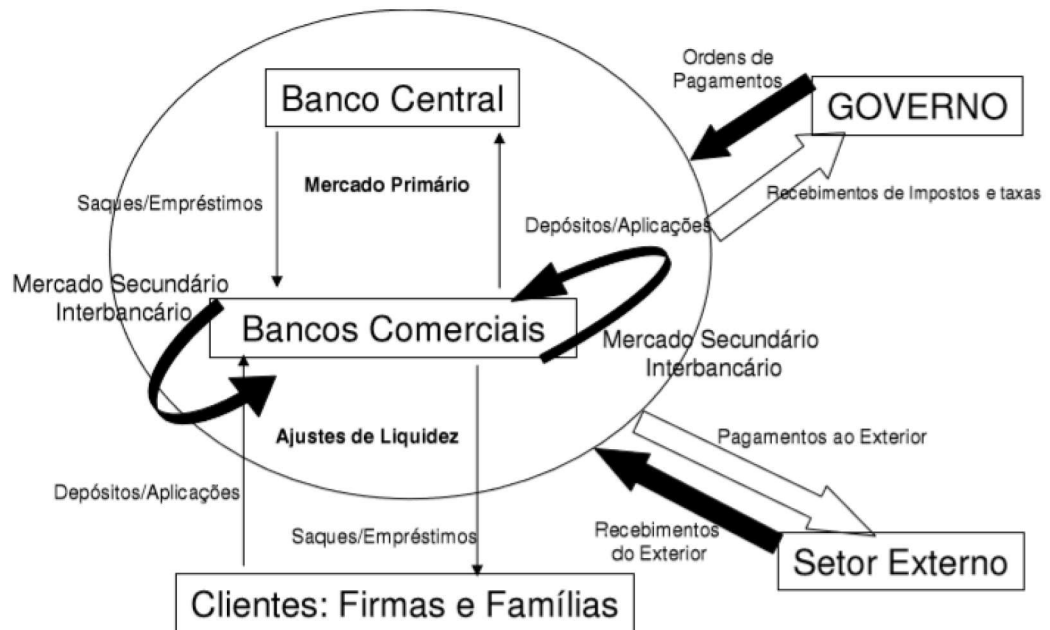 Ordens de
Pagamentos
Banco Central
GOVERNO
Mercado Primário
Saques/Empréstimos
Recebimentos de Impostos e taxas
Depósitos/Aplicações
Mercado Secundário
Interbancário
Bancos Comerciais
Mercado Secundário
Interbancário
Ajustes de Liquidez
Pagamentos ao Exterior
Depósitos/Aplicações
Saques/Empréstimos
Recebimentos
do Exterior
Setor Externo
Clientes: Firmas e Famílias